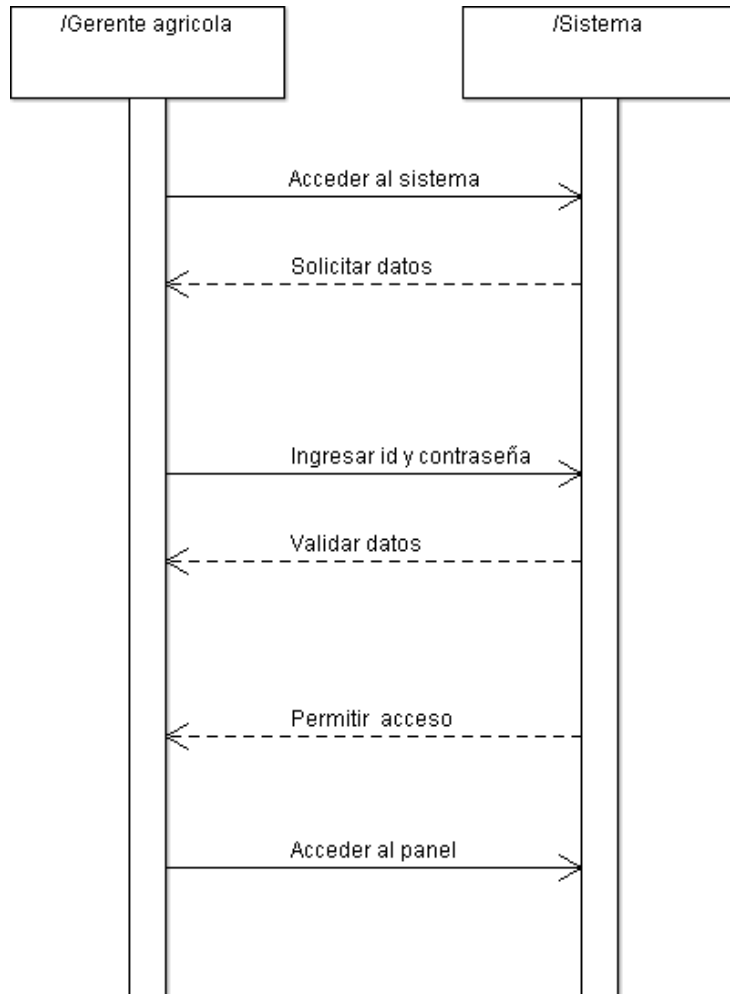 /Gerente agricola
/Sistema
Acceder al sistema
Solicitar datos
Ingresar id y contraseña
Validar datos
Permitir acceso
Acceder al panel